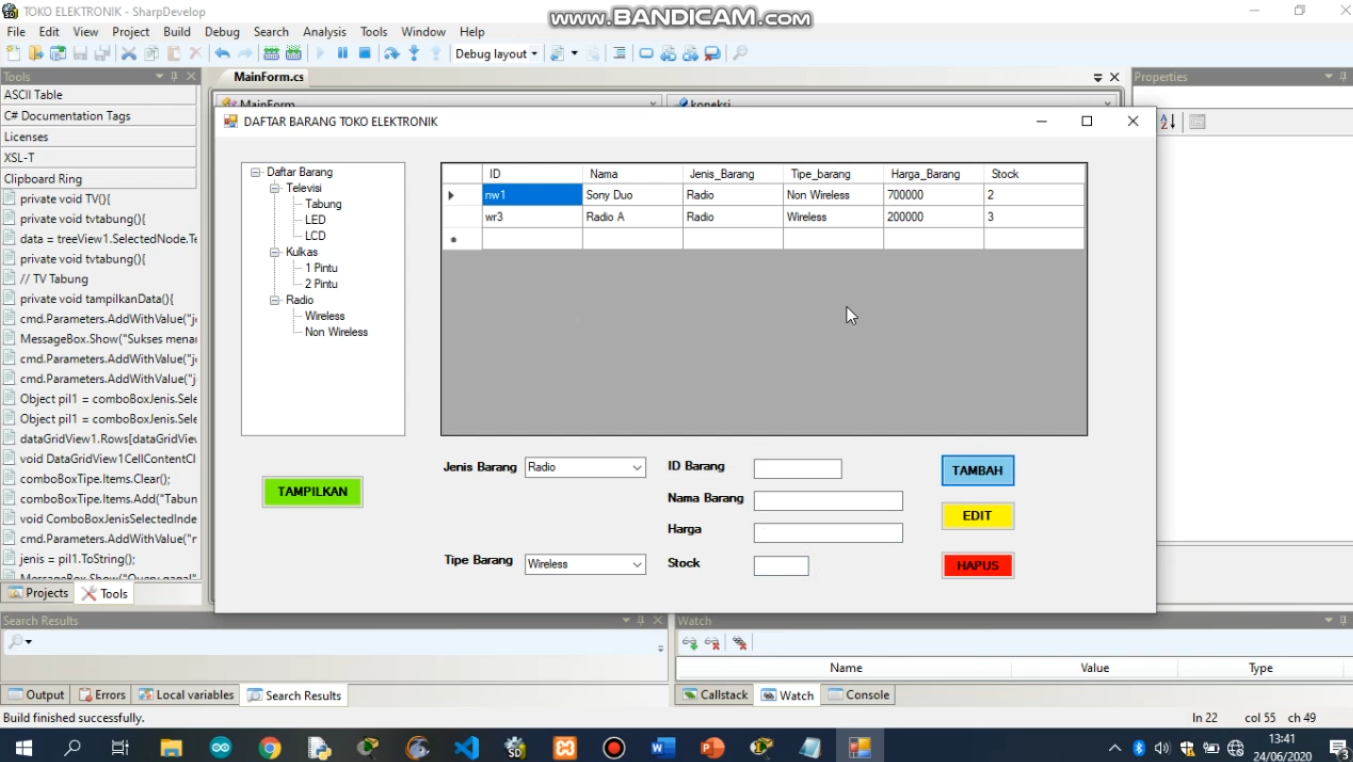 TOKO ELEKTRONIK - SharpDevelop
www.BANDICAM.com
File Edit View Project Build Debug Search Analysis Tools Window Help
Debug layout
Tools
MainForm.cs
Properties
ASCII Table
C# Documentation Tags
Licenses
XSL-T
Clipboard Ring
private void TV(){
private void tvtabung(){
data = treeView1.SelectedNode.Te
private void tvtabung(){
// TV Tabung
private void tampilkanData(){
cmd.Parameters.AddWithValue("je
MessageBox.Show("Sukses mena
cmd.Parameters.AddWithValue("j
cmd.Parameters.AddWithValue("j
Object pil1 = comboBoxJenis.Sele
Object pil1 = comboBoxJenis.Sele
dataGridView1.Rows[dataGridView
void DataGridView1CellContentCl
comboBoxTipe.Items.Clear();
comboBoxTipe.Items.Add("Tabun
void ComboBoxJenisSelectedInde
cmd.Parameters.AddWithValue("n
jenis = pil1.ToString();
MessageBox.Show("Query gagal"
Projects Tools
MainForm koneksi
DAFTAR BARANG TOKO ELEKTRONIK
Daftar Barang
Televisi
Tabung
LED
LCD
Kulkas
1 Pintu
2 Pintu
Radio
Wireless
Non Wireless
ID Nama Jenis_Barang Tipe_barang Harga_Barang Stock
nw1 Sony Duo Radio Non Wireless 700000 2
wr3 Radio A Radio Wireless 200000 3
TAMPILKAN
Jenis Barang Radio
Tipe Barang Wireless
ID Barang
Nama Barang
Harga
Stock
TAMBAH
EDIT
HAPUS
Search Results
Watch
Name Value Type
Output Errors Local variables Search Results
Callstack Watch Console
Build finished successfully.
ln 22 col 55 ch 49
13:41
24/06/2020
3